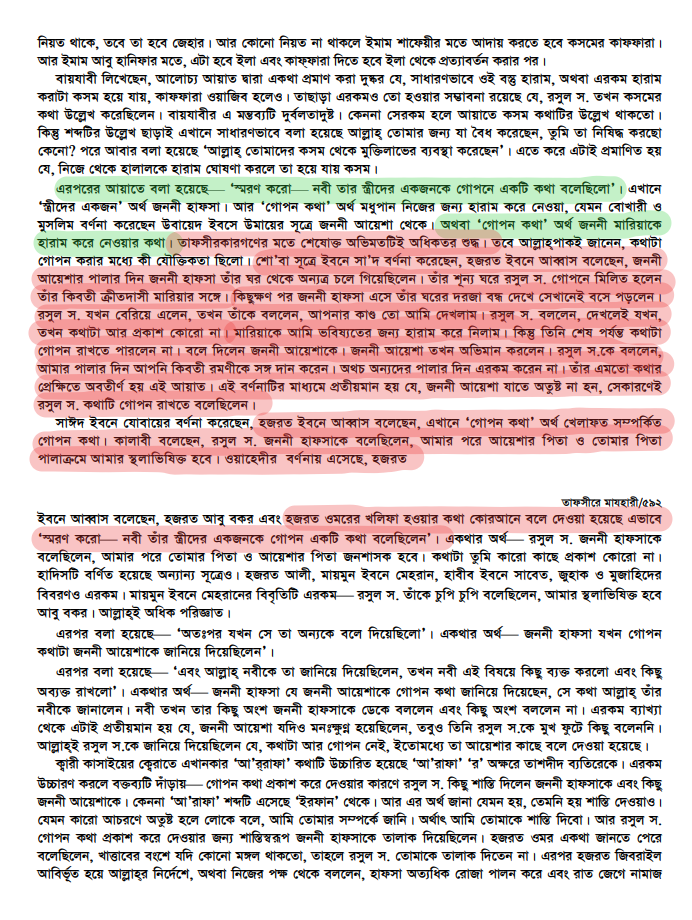 নিয়ত থাকে, তবে তা হবে জেহার। আর কোনো নিয়ত না থাকলে ইমাম শাফেয়ীর মতে আদায় করতে হবে কসমের কাফফারা।
আর ইমাম আবু হানিফার মতে, এটা হবে ইলা এবং কাফ্‌ফারা দিতে হবে ইলা থেকে প্রত্যাবর্তন করার পর।
বায়যাবী লিখেছেন, আলোচ্য আয়াত দ্বারা একথা প্রমাণ করা দুষ্কর যে, সাধারণভাবে ওই বস্তু হারাম, অথবা এরকম হারাম
করাটা কসম হয়ে যায়, কাফফারা ওয়াজিব হলেও। তাছাড়া এরকমও তো হওয়ার সম্ভাবনা রয়েছে যে, রসুল স. তখন কসমের
কথা উল্লেখ করেছিলেন। বায়যাবীর এ মন্তব্যটি দুর্বলতাদুষ্ট। কেননা সেরকম হলে আয়াতে কসম কথাটির উল্লেখ থাকতো।
কিন্তু শব্দটির উল্লেখ ছাড়াই এখানে সাধারণভাবে বলা হয়েছে আল্লাহ্ তোমার জন্য যা বৈধ করেছেন, তুমি তা নিষিদ্ধ করছো
কেনো? পরে আবার বলা হয়েছে ‘আল্লাহ্ তোমাদের কসম থেকে মুক্তিলাভের ব্যবস্থা করেছেন’। এতে করে এটাই প্রমাণিত হয়
যে, নিজে থেকে হালালকে হারাম ঘোষণা করলে তা হয়ে যায় কসম।
এরপরের আয়াতে বলা হয়েছে— ‘স্মরণ করো— নবী তার স্ত্রীদের একজনকে গোপনে একটি কথা বলেছিলো’। এখানে
‘স্ত্রীদের একজন’ অর্থ জননী হাফসা। আর ‘গোপন কথা’ অর্থ মধুপান নিজের জন্য হারাম করে নেওয়া, যেমন বোখারী ও
মুসলিম বর্ণনা করেছেন উবায়েদ ইবসে উমায়ের সূত্রে জননী আয়েশা থেকে। অথবা ‘গোপন কথা’ অর্থ জননী মারিয়াকে
হারাম করে নেওয়ার কথা। তাফসীরকারগণের মতে শেষোক্ত অভিমতটিই অধিকতর শুদ্ধ। তবে আল্লাহ্‌পাকই জানেন, কথাটা
গোপন করার মধ্যে কী যৌক্তিকতা ছিলো। শো’বা সূত্রে ইবনে সা’দ বর্ণনা করেছেন, হজরত ইবনে আব্বাস বলেছেন, জননী
আয়েশার পালার দিন জননী হাফসা তাঁর ঘর থেকে অন্যত্র চলে গিয়েছিলেন। তাঁর শূন্য ঘরে রসুল স. গোপনে মিলিত হলেন
তাঁর কিবতী ক্রীতদাসী মারিয়ার সঙ্গে। কিছুক্ষণ পর জননী হাফসা এসে তাঁর ঘরের দরজা বদ্ধ দেখে সেখানেই বসে পড়লেন।
রসুল স. যখন বেরিয়ে এলেন, তখন তাঁকে বললেন, আপনার কাণ্ড তো আমি দেখলাম। রসুল স. বললেন, দেখলেই যখন,
তখন কথাটা আর প্রকাশ কোরো না। মারিয়াকে আমি ভবিষ্যতের জন্য হারাম করে নিলাম। কিন্তু তিনি শেষ পর্যন্ত কথাটা
গোপন রাখতে পারলেন না। বলে দিলেন জননী আয়েশাকে। জননী আয়েশা তখন অভিমান করলেন। রসুল স.কে বললেন,
আমার পালার দিন আপনি কিবতী রমণীকে সঙ্গ দান করেন। অথচ অন্যদের পালার দিন এরকম করেন না। তাঁর এমতো কথার
প্রেক্ষিতে অবতীর্ণ হয় এই আয়াত। এই বর্ণনাটির মাধ্যমে প্রতীয়মান হয় যে, জননী আয়েশা যাতে অতুষ্ট না হন, সেকারণেই
রসুল স. কথাটি গোপন রাখতে বলেছিলেন।
সাঈদ ইবনে যোবায়ের বর্ণনা করেছেন, হজরত ইবনে আব্বাস বলেছেন, এখানে ‘গোপন কথা’ অর্থ খেলাফত সম্পর্কিত
গোপন কথা। কালাবী বলেছেন, রসুল স. জননী হাফসাকে বলেছিলেন, আমার পরে আয়েশার পিতা ও তোমার পিতা
পালাক্রমে আমার স্থলাভিষিক্ত হবে। ওয়াহেদীর বর্ণনায় এসেছে, হজরত
তাফসীরে মাযহারী/৫৯২
ইবনে আব্বাস বলেছেন, হজরত আবু বকর এবং হজরত ওমরের খলিফা হওয়ার কথা কোরআনে বলে দেওয়া হয়েছে এভাবে
‘স্মরণ করো— নবী তাঁর স্ত্রীদের একজনকে গোপন একটি কথা বলেছিলেন’। একথার অর্থ— রসুল স. জননী হাফসাকে
বলেছিলেন, আমার পরে তোমার পিতা ও আয়েশার পিতা জনশাসক হবে। কথাটা তুমি কারো কাছে প্রকাশ কোরো না।
হাদিসটি বর্ণিত হয়েছে অন্যান্য সূত্রেও। হজরত আলী, মায়মুন ইবনে মেহরান, হাবীব ইবনে সাবেত, জুহাক ও মুজাহিদের
বিবরণও এরকম। মায়মুন ইবনে মেহরানের বিবৃতিটি এরকম— রসুল স. তাঁকে চুপি চুপি বলেছিলেন, আমার স্থলাভিষিক্ত হবে
আবু বকর। আল্লাহ্‌ই অধিক পরিজ্ঞাত।
এরপর বলা হয়েছে— ‘অতঃপর যখন সে তা অন্যকে বলে দিয়েছিলো’। একথার অর্থ— জননী হাফসা যখন গোপন
কথাটা জননী আয়েশাকে জানিয়ে দিয়েছিলেন’।
এরপর বলা হয়েছে— ‘এবং আল্লাহ্ নবীকে তা জানিয়ে দিয়েছিলেন, তখন নবী এই বিষয়ে কিছু ব্যক্ত করলো এবং কিছু
অব্যক্ত রাখলো’। একথার অর্থ— জননী হাফসা যে জননী আয়েশাকে গোপন কথা জানিয়ে দিয়েছেন, সে কথা আল্লাহ্ তাঁর
নবীকে জানালেন। নবী তখন তার কিছু অংশ জননী হাফসাকে ডেকে বললেন এবং কিছু অংশ বললেন না। এরকম ব্যাখ্যা
থেকে এটাই প্রতীয়মান হয় যে, জননী আয়েশা যদিও মনঃক্ষুণ্ন হয়েছিলেন, তবুও তিনি রসুল স.কে মুখ ফুটে কিছু বলেননি।
আল্লাহ্‌ই রসুল স.কে জানিয়ে দিয়েছিলেন যে, কথাটা আর গোপন নেই, ইতোমধ্যে তা আয়েশার কাছে বলে দেওয়া হয়েছে।
ক্বারী কাসাইয়ের ক্বেরাতে এখানকার ‘আ’র্‌রাফা’ কথাটি উচ্চারিত হয়েছে ‘আ’রাফা’ ‘র’ অক্ষরে তাশদীদ ব্যতিরেকে। এরকম
উচ্চারণ করলে বক্তব্যটি দাঁড়ায়— গোপন কথা প্রকাশ করে দেওয়ার কারণে রসুল স. কিছু শাস্তি দিলেন জননী হাফসাকে এবং কিছু
জননী আয়েশাকে। কেননা ‘আ’রাফা’ শব্দটি এসেছে ‘ইরফান’ থেকে। আর এর অর্থ জানা যেমন হয়, তেমনি হয় শাস্তি দেওয়াও।
যেমন কারো আচরণে অতুষ্ট হলে লোকে বলে, আমি তোমার সম্পর্কে জানি। অর্থাৎ আমি তোমাকে শাস্তি দিবো। আর রসুল স.
গোপন কথা প্রকাশ করে দেওয়ার জন্য শাস্তিস্বরূপ জননী হাফসাকে তালাক দিয়েছিলেন। হজরত ওমর একথা জানতে পেরে
বলেছিলেন, খাত্তাবের বংশে যদি কোনো মঙ্গল থাকতো, তাহলে রসুল স. তোমাকে তালাক দিতেন না। এরপর হজরত জিবরাইল
আবির্ভূত হয়ে আল্লাহ্‌র নির্দেশে, অথবা নিজের পক্ষ থেকে বললেন, হাফসা অত্যধিক রোজা পালন করে এবং রাত জেগে নামাজ